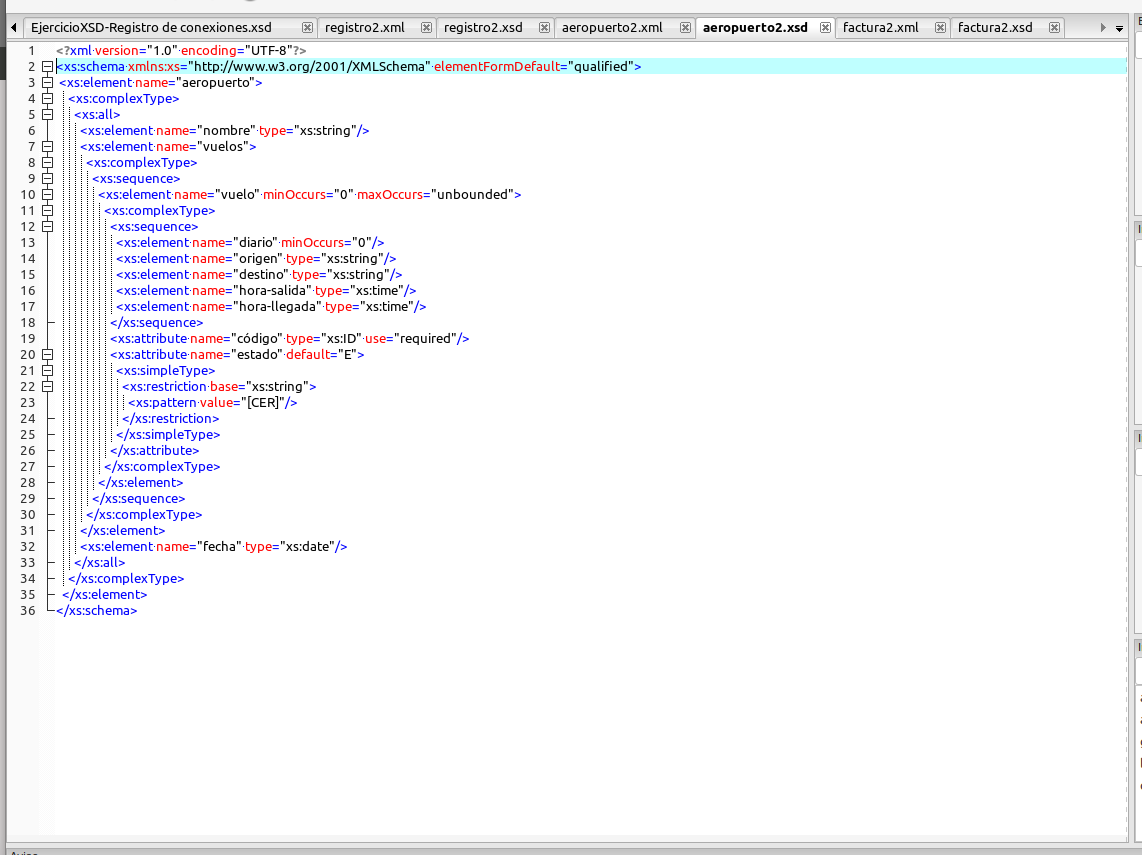 EjercicioXSD-Registro de conexiones.xsd registro2.xml registro2.xsd aeropuerto2.xml aeropuerto2.xsd factura2.xml factura2.xsd
1 <?xml version="1.0" encoding="UTF-8"?>
2 <xs:schema xmlns:xs="http://www.w3.org/2001/XMLSchema" elementFormDefault="qualified">
3 <xs:element name="aeropuerto">
4 <xs:complexType>
5 <xs:all>
6 <xs:element name="nombre" type="xs:string"/>
7 <xs:element name="vuelos">
8 <xs:complexType>
9 <xs:sequence>
10 <xs:element name="vuelo" minOccurs="0" maxOccurs="unbounded">
11 <xs:complexType>
12 <xs:sequence>
13 <xs:element name="diario" minOccurs="0"/>
14 <xs:element name="origen" type="xs:string"/>
15 <xs:element name="destino" type="xs:string"/>
16 <xs:element name="hora-salida" type="xs:time"/>
17 <xs:element name="hora-llegada" type="xs:time"/>
18 </xs:sequence>
19 <xs:attribute name="código" type="xs:ID" use="required"/>
20 <xs:attribute name="estado" default="E">
21 <xs:simpleType>
22 <xs:restriction base="xs:string">
23 <xs:pattern value="[CER]"/>
24 </xs:restriction>
25 </xs:simpleType>
26 </xs:attribute>
27 </xs:complexType>
28 </xs:element>
29 </xs:sequence>
30 </xs:complexType>
31 </xs:element>
32 <xs:element name="fecha" type="xs:date"/>
33 </xs:all>
34 </xs:complexType>
35 </xs:element>
36 </xs:schema>